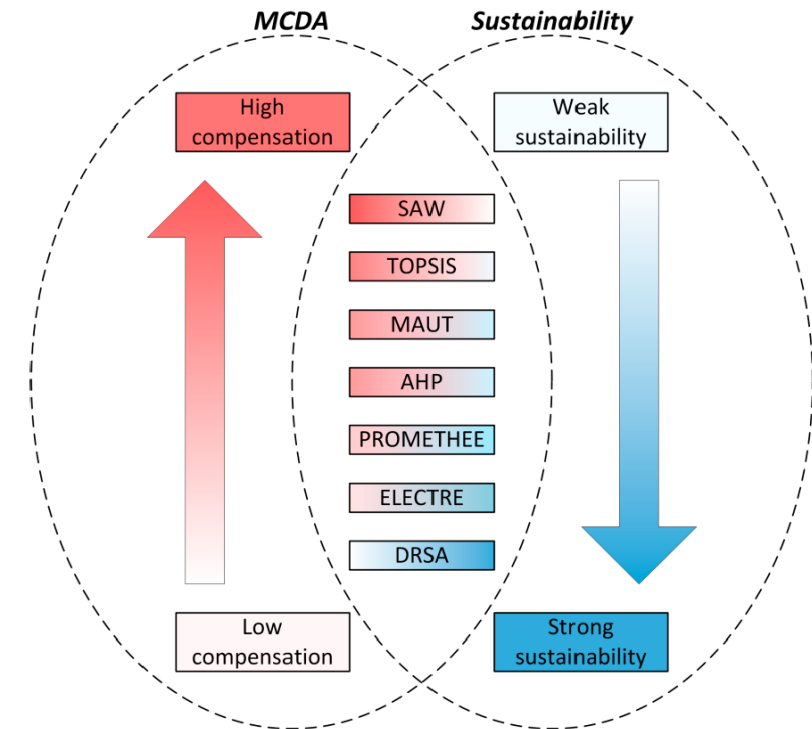 MCDA
Sustainability
High
compensation
Weak
sustainability
SAW
TOPSIS
MAUT
AHP
PROMETHEE
ELECTRE
DRSA
Low
compensation
Strong
sustainability